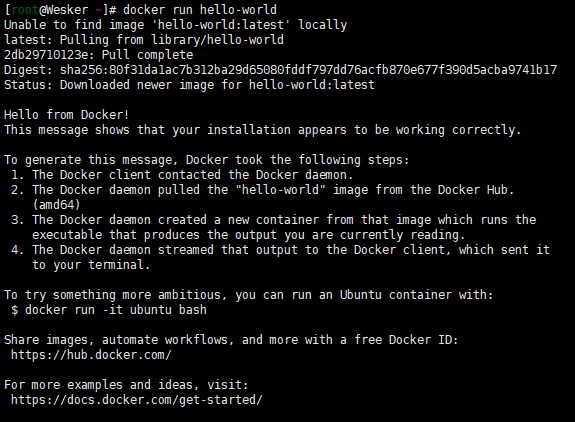 [root@Wesker ~]# docker run hello-world
Unable to find image 'hello-world:latest' locally
latest: Pulling from library/hello-world
2db29710123e: Pull complete
Digest: sha256:80f31da1ac7b312ba29d65080fddf797dd76acfb870e677f390d5acba9741b17
Status: Downloaded newer image for hello-world:latest

Hello from Docker!
This message shows that your installation appears to be working correctly.

To generate this message, Docker took the following steps:
 1. The Docker client contacted the Docker daemon.
 2. The Docker daemon pulled the "hello-world" image from the Docker Hub.
    (amd64)
 3. The Docker daemon created a new container from that image which runs the
    executable that produces the output you are currently reading.
 4. The Docker daemon streamed that output to the Docker client, which sent it
    to your terminal.

To try something more ambitious, you can run an Ubuntu container with:
 $ docker run -it ubuntu bash

Share images, automate workflows, and more with a free Docker ID:
 https://hub.docker.com/

For more examples and ideas, visit:
 https://docs.docker.com/get-started/